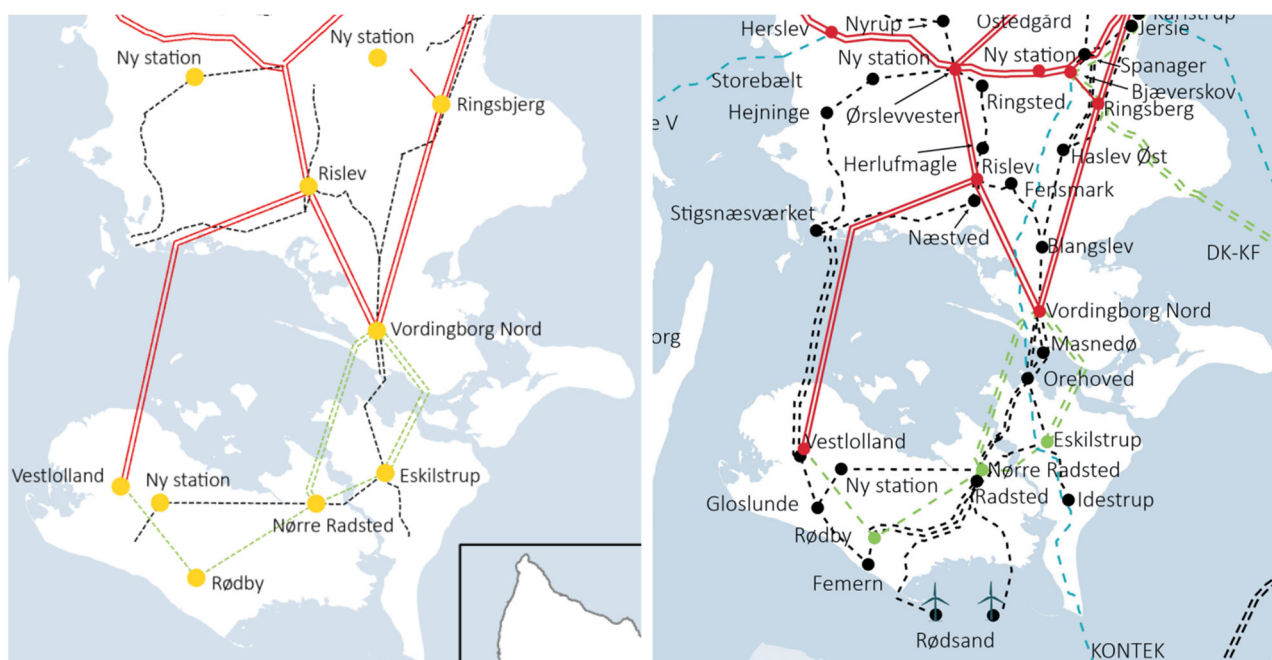 Ny station
Ny station
Ringsbjerg
Rislev
Vordingborg Nord
Vestlolland
Ny station
Eskilstrup
Nørre Radsted
Rødby
Nyrup
Ostedgård
Herslev
Jersie
Ny station
Ny station
Storebælt
Spanager
Bjæverskov
Hejninge
Ørslevvester
Ringsted
Ringsberg
e V
Herlufmagle
Rislev
Haslev Øst
Fensmark
Stigsnæsværket
Næstved
Blangslev
DK-KF
Vordingborg Nord
org
Masnedø
Orehoved
Vestlolland
Eskilstrup
Nørre Radsted
Ny station
Radsted
Idestrup
Gloslunde
Rødby
Femern
Rødsand
KONTEK